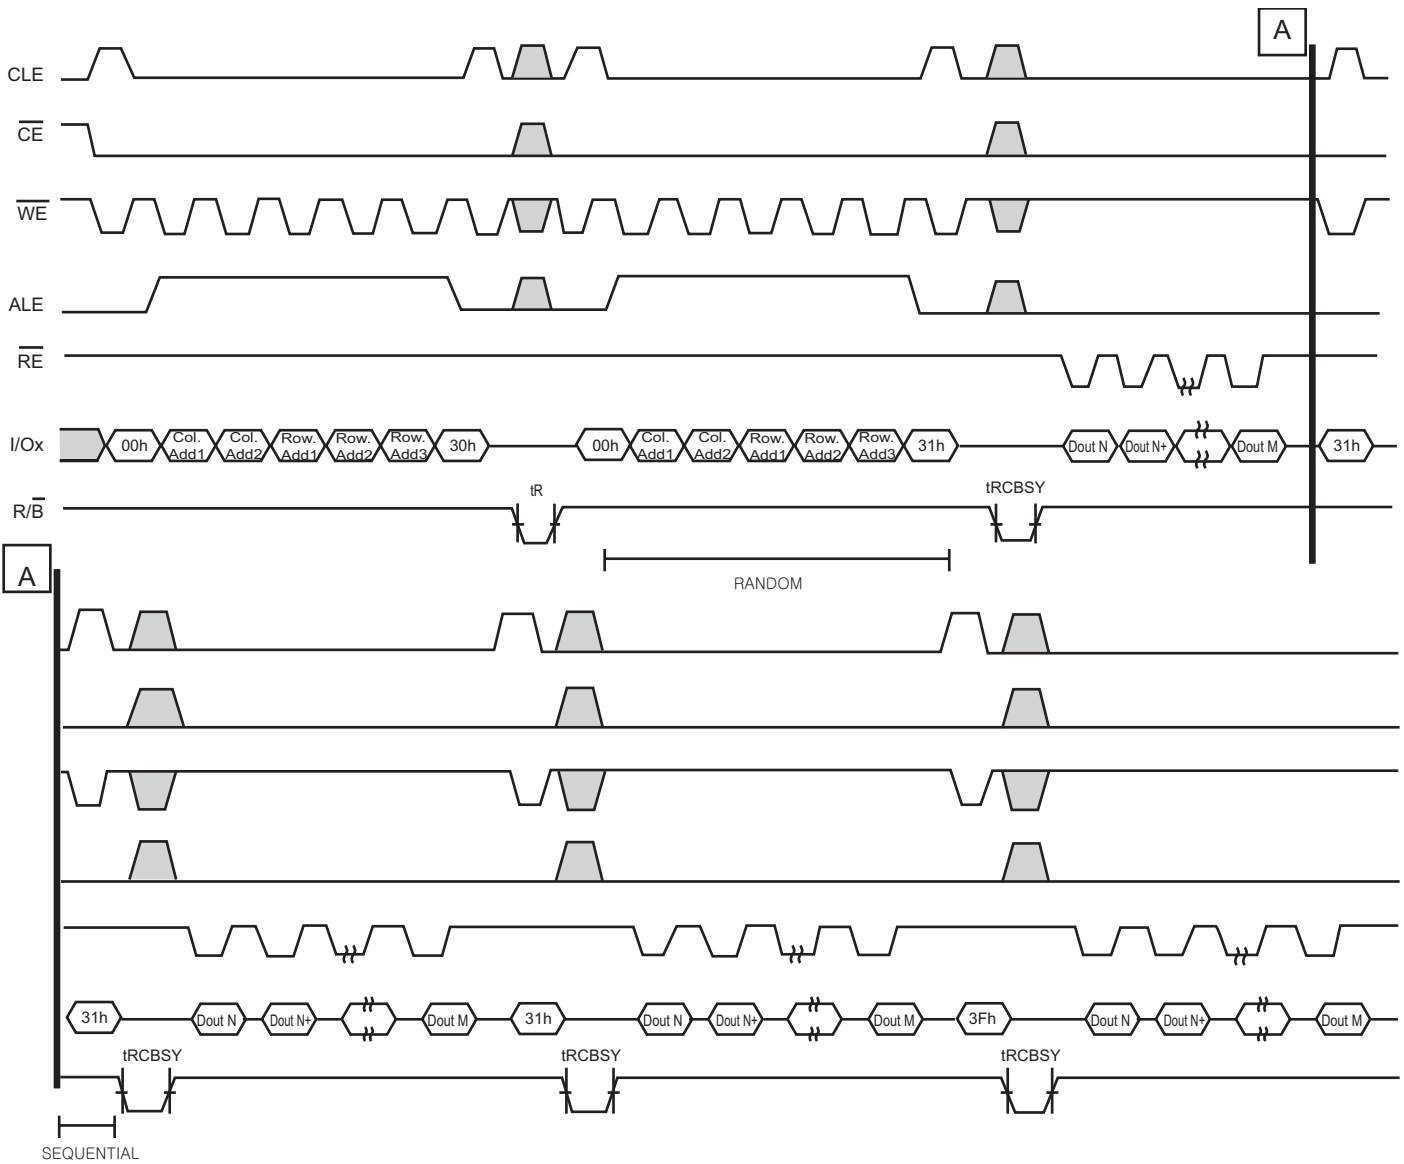 A
CLE
CE
WE
ALE
RE
I/Ox 00h Col. Add1 Col. Add2 Row. Add1 Row. Add2 Row. Add3 30h 00h Col. Add1 Col. Add2 Row. Add1 Row. Add2 Row. Add3 31h Dout N Dout N+ Dout M 31h
tR tRCBSY
R/B
RANDOM
A
31h Dout N Dout N+ Dout M 31h Dout N Dout N+ Dout M 3Fh Dout N Dout N+ Dout M
tRCBSY tRCBSY tRCBSY
SEQUENTIAL